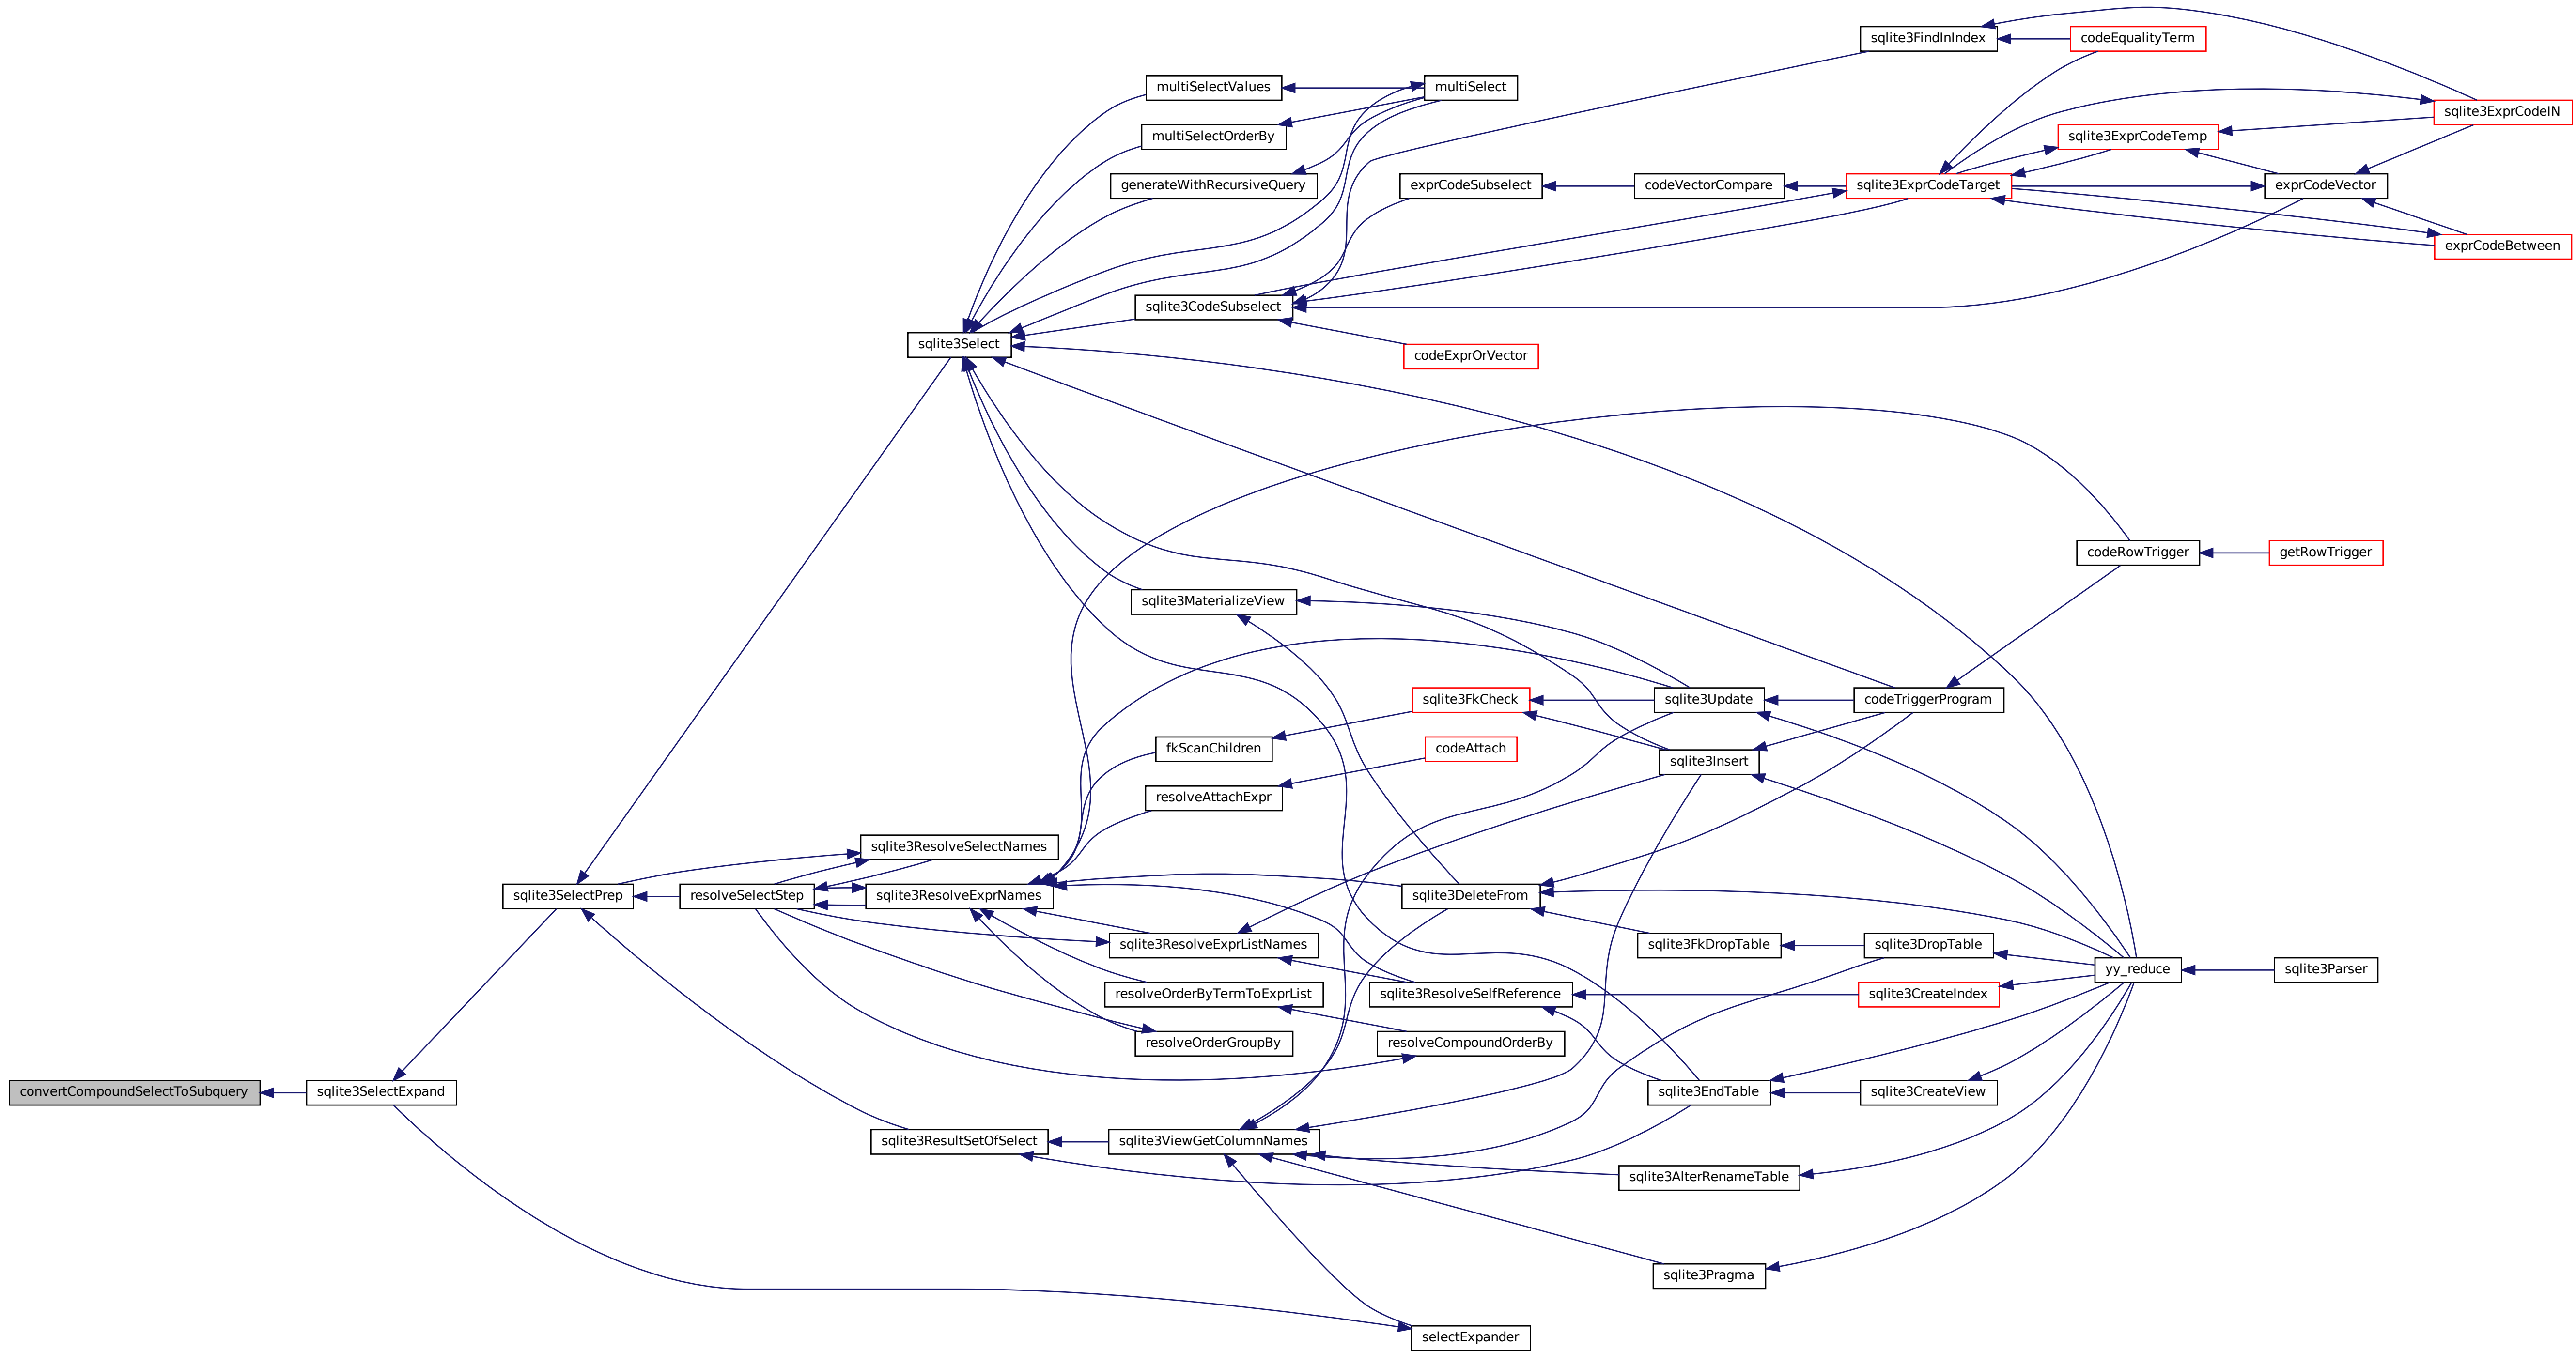 sqlite3FindInIndex
codeEqualityTerm
multiSelectValues
multiSelect
sqlite3ExprCodeIN
multiSelectOrderBy
sqlite3ExprCodeTemp
generateWithRecursiveQuery
exprCodeSubselect
codeVectorCompare
sqlite3ExprCodeTarget
exprCodeVector
exprCodeBetween
sqlite3CodeSubselect
sqlite3Select
codeExprOrVector
codeRowTrigger
getRowTrigger
sqlite3MaterializeView
sqlite3FkCheck
sqlite3Update
codeTriggerProgram
fkScanChildren
codeAttach
sqlite3Insert
resolveAttachExpr
sqlite3ResolveSelectNames
sqlite3SelectPrep
resolveSelectStep
sqlite3ResolveExprNames
sqlite3DeleteFrom
sqlite3ResolveExprListNames
sqlite3FkDropTable
sqlite3DropTable
yy_reduce
sqlite3Parser
resolveOrderByTermToExprList
sqlite3ResolveSelfReference
sqlite3CreateIndex
resolveOrderGroupBy
resolveCompoundOrderBy
convertCompoundSelectToSubquery
sqlite3SelectExpand
sqlite3EndTable
sqlite3CreateView
sqlite3ResultSetOfSelect
sqlite3ViewGetColumnNames
sqlite3AlterRenameTable
sqlite3Pragma
selectExpander